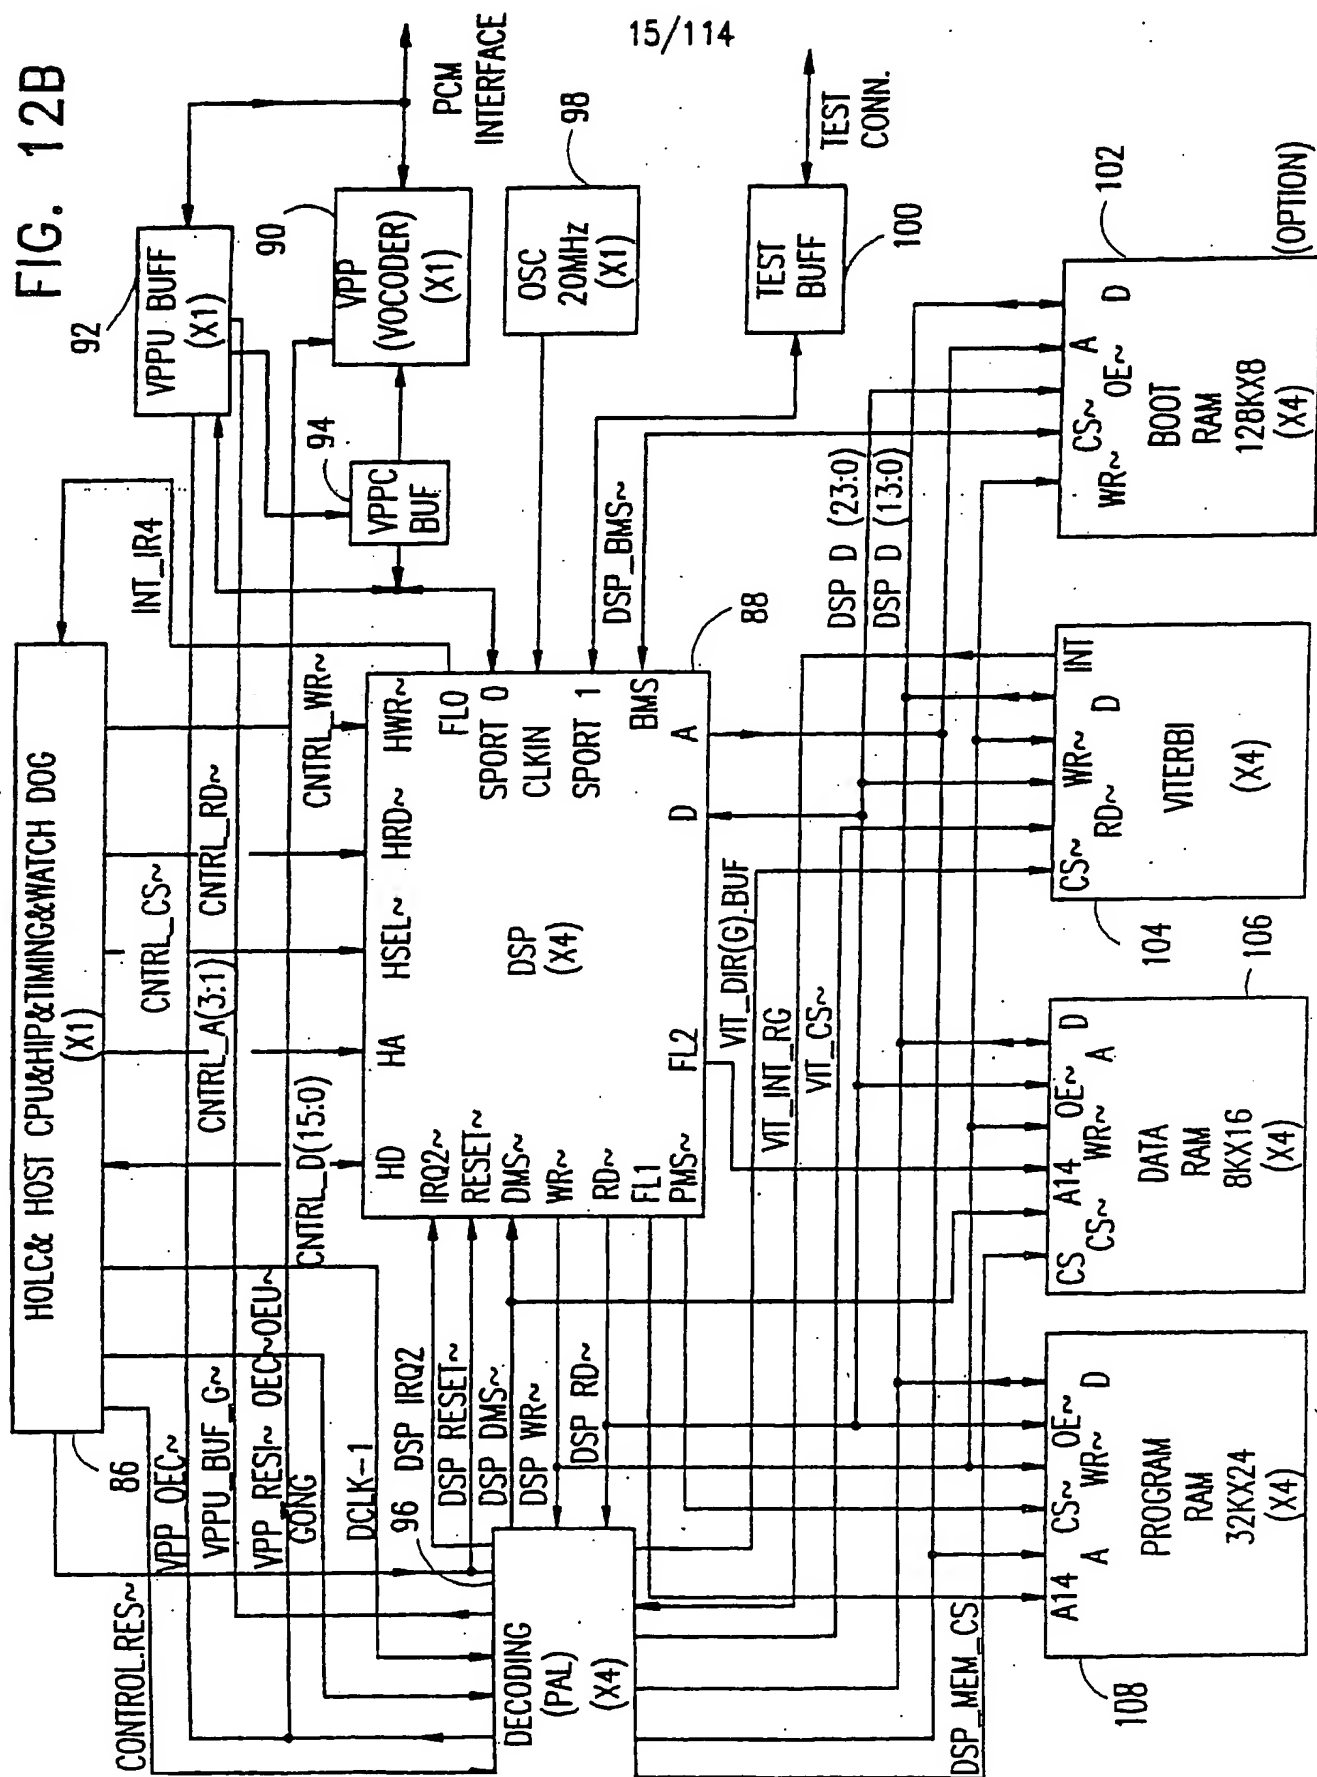 15/114
FIG. 12B
HOLC& HOST CPU&HIP&TIMING&WATCH DOG
(X1)
86
INT_IR4
VPPU BUFF
(X1)
92
VPP
(VOCODER)
(X1)
90
PCM
INTERFACE
VPPC
BUF
94
OSC
20MHz
(X1)
98
TEST
BUFF
100
TEST
CONN.
CNTRL_WR~
CNTRL_RD~
CNTRL_CS~
CNTRL_A(3:1)
CNTRL_D(15:0)
CONTROL.RES~
VPP_OEC~
VPPU_BUF_G~
VPP_RESI~ OEC~OEU~
GONG
DCLK-1
HD
HA
HSEL~
HRD~
HWR~
FLO
SPORT 0
CLKIN
SPORT 1
BMS
A
D
FL2
IRQ2~
RESET~
DMS~
WR~
RD~
FL1
PMS~
DSP
(X4)
88
DSP_BMS~
DSP IRQ2
DSP RESET~
DSP DMS~
DSP WR~
DSP RD~
DECODING
(PAL)
(X4)
96
VIT_DIR(G).BUF
VIT_INT_RG
VIT_CS~
DSP D (23:0)
DSP D (13:0)
DSP_MEM_CS
A14
A
CS~
WR~
OE~
D
PROGRAM
RAM
32KX24
(X4)
108
CS
CS~
A14
WR~
OE~
A
D
DATA
RAM
8KX16
(X4)
106
CS~
RD~
WR~
D
INT
VITERBI
(X4)
104
WR~
CS~
OE~
A
D
BOOT
RAM
128KX8
(X4)
102
(OPTION)